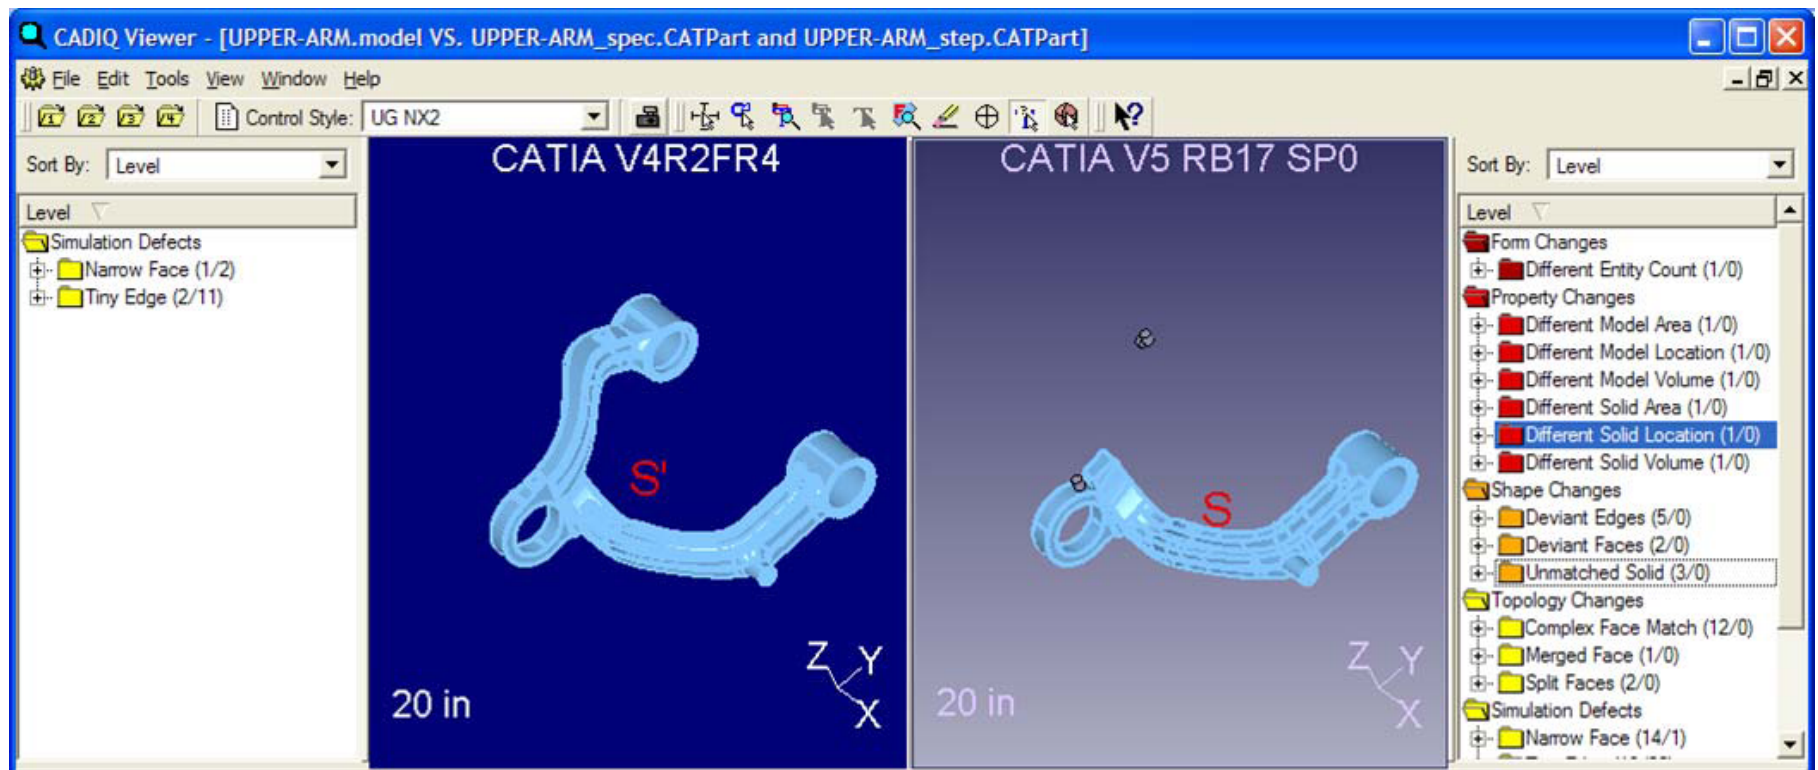 CADIQ Viewer - [UPPER-ARM.model VS. UPPER-ARM_spec.CATPart and UPPER-ARM_step.CATPart]
File Edit Tools View Window Help
Control Style: UG NX2
Sort By: Level
Level
Simulation Defects
Narrow Face (1/2)
Tiny Edge (2/11)
CATIA V4R2FR4
S'
20 in
Z Y
X
CATIA V5 RB17 SP0
S
20 in
Z Y
X
Sort By: Level
Level
Form Changes
Different Entity Count (1/0)
Property Changes
Different Model Area (1/0)
Different Model Location (1/0)
Different Model Volume (1/0)
Different Solid Area (1/0)
Different Solid Location (1/0)
Different Solid Volume (1/0)
Shape Changes
Deviant Edges (5/0)
Deviant Faces (2/0)
Unmatched Solid (3/0)
Topology Changes
Complex Face Match (12/0)
Merged Face (1/0)
Split Faces (2/0)
Simulation Defects
Narrow Face (14/1)